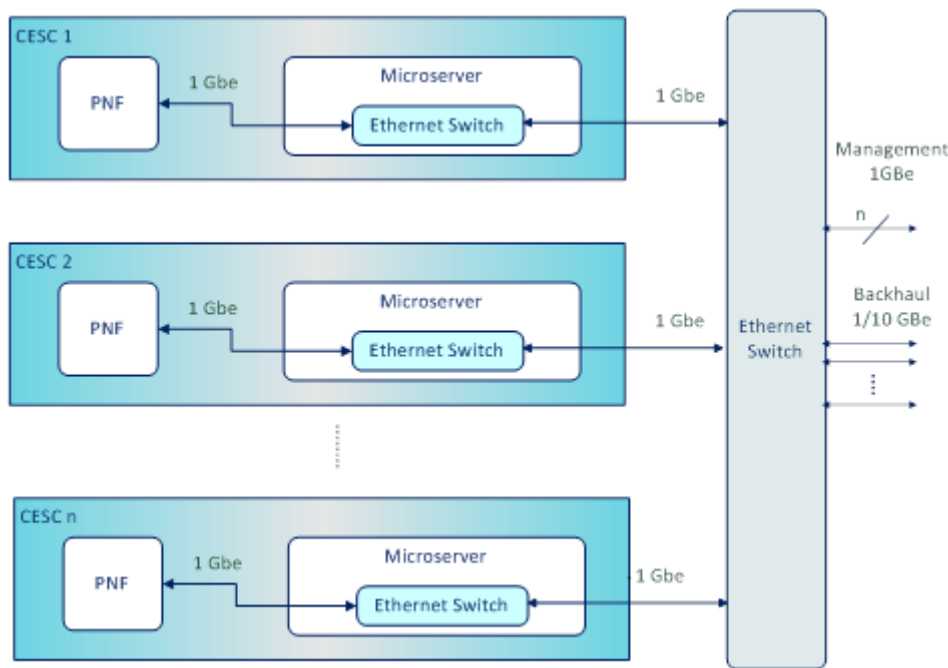 CESC 1
PNF
1 Gbe
Microserver
Ethernet Switch
1 Gbe
Management
1GBe
n
CESC 2
PNF
1 Gbe
Microserver
Ethernet Switch
1 Gbe
Ethernet
Switch
Backhaul
1/10 GBe
CESC n
PNF
1 Gbe
Microserver
Ethernet Switch
1 Gbe